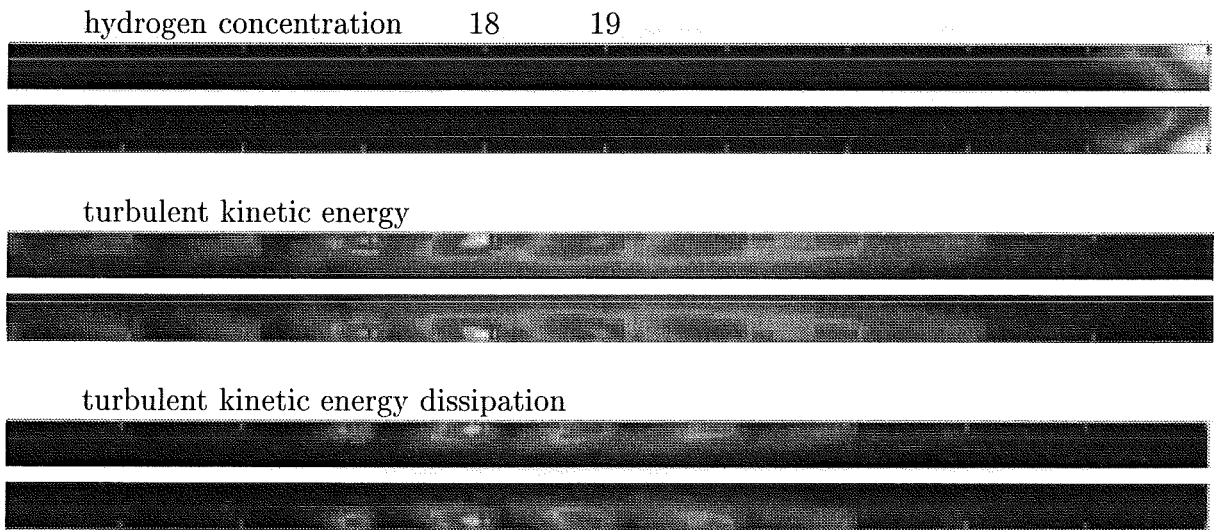 hydrogen concentration 18 19
turbulent kinetic energy
turbulent kinetic energy dissipation